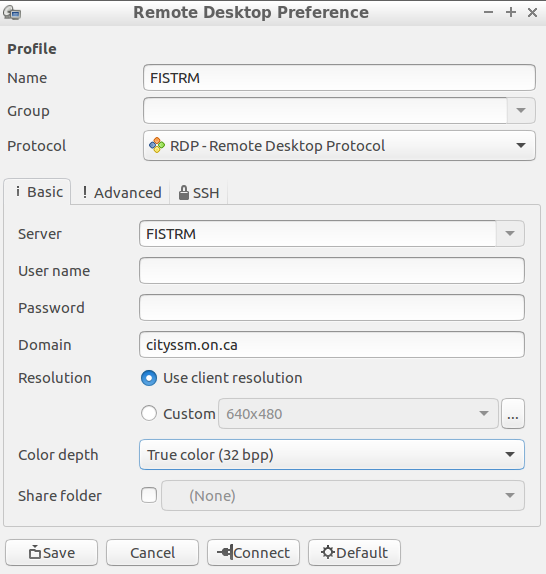 Remote Desktop Preference
Profile
Name FISTRM
Group
Protocol RDP - Remote Desktop Protocol
i Basic ! Advanced SSH
Server FISTRM
User name
Password
Domain cityssm.on.ca
Resolution Use client resolution
Custom 640x480 ...
Color depth True color (32 bpp)
Share folder (None)
Save Cancel Connect Default